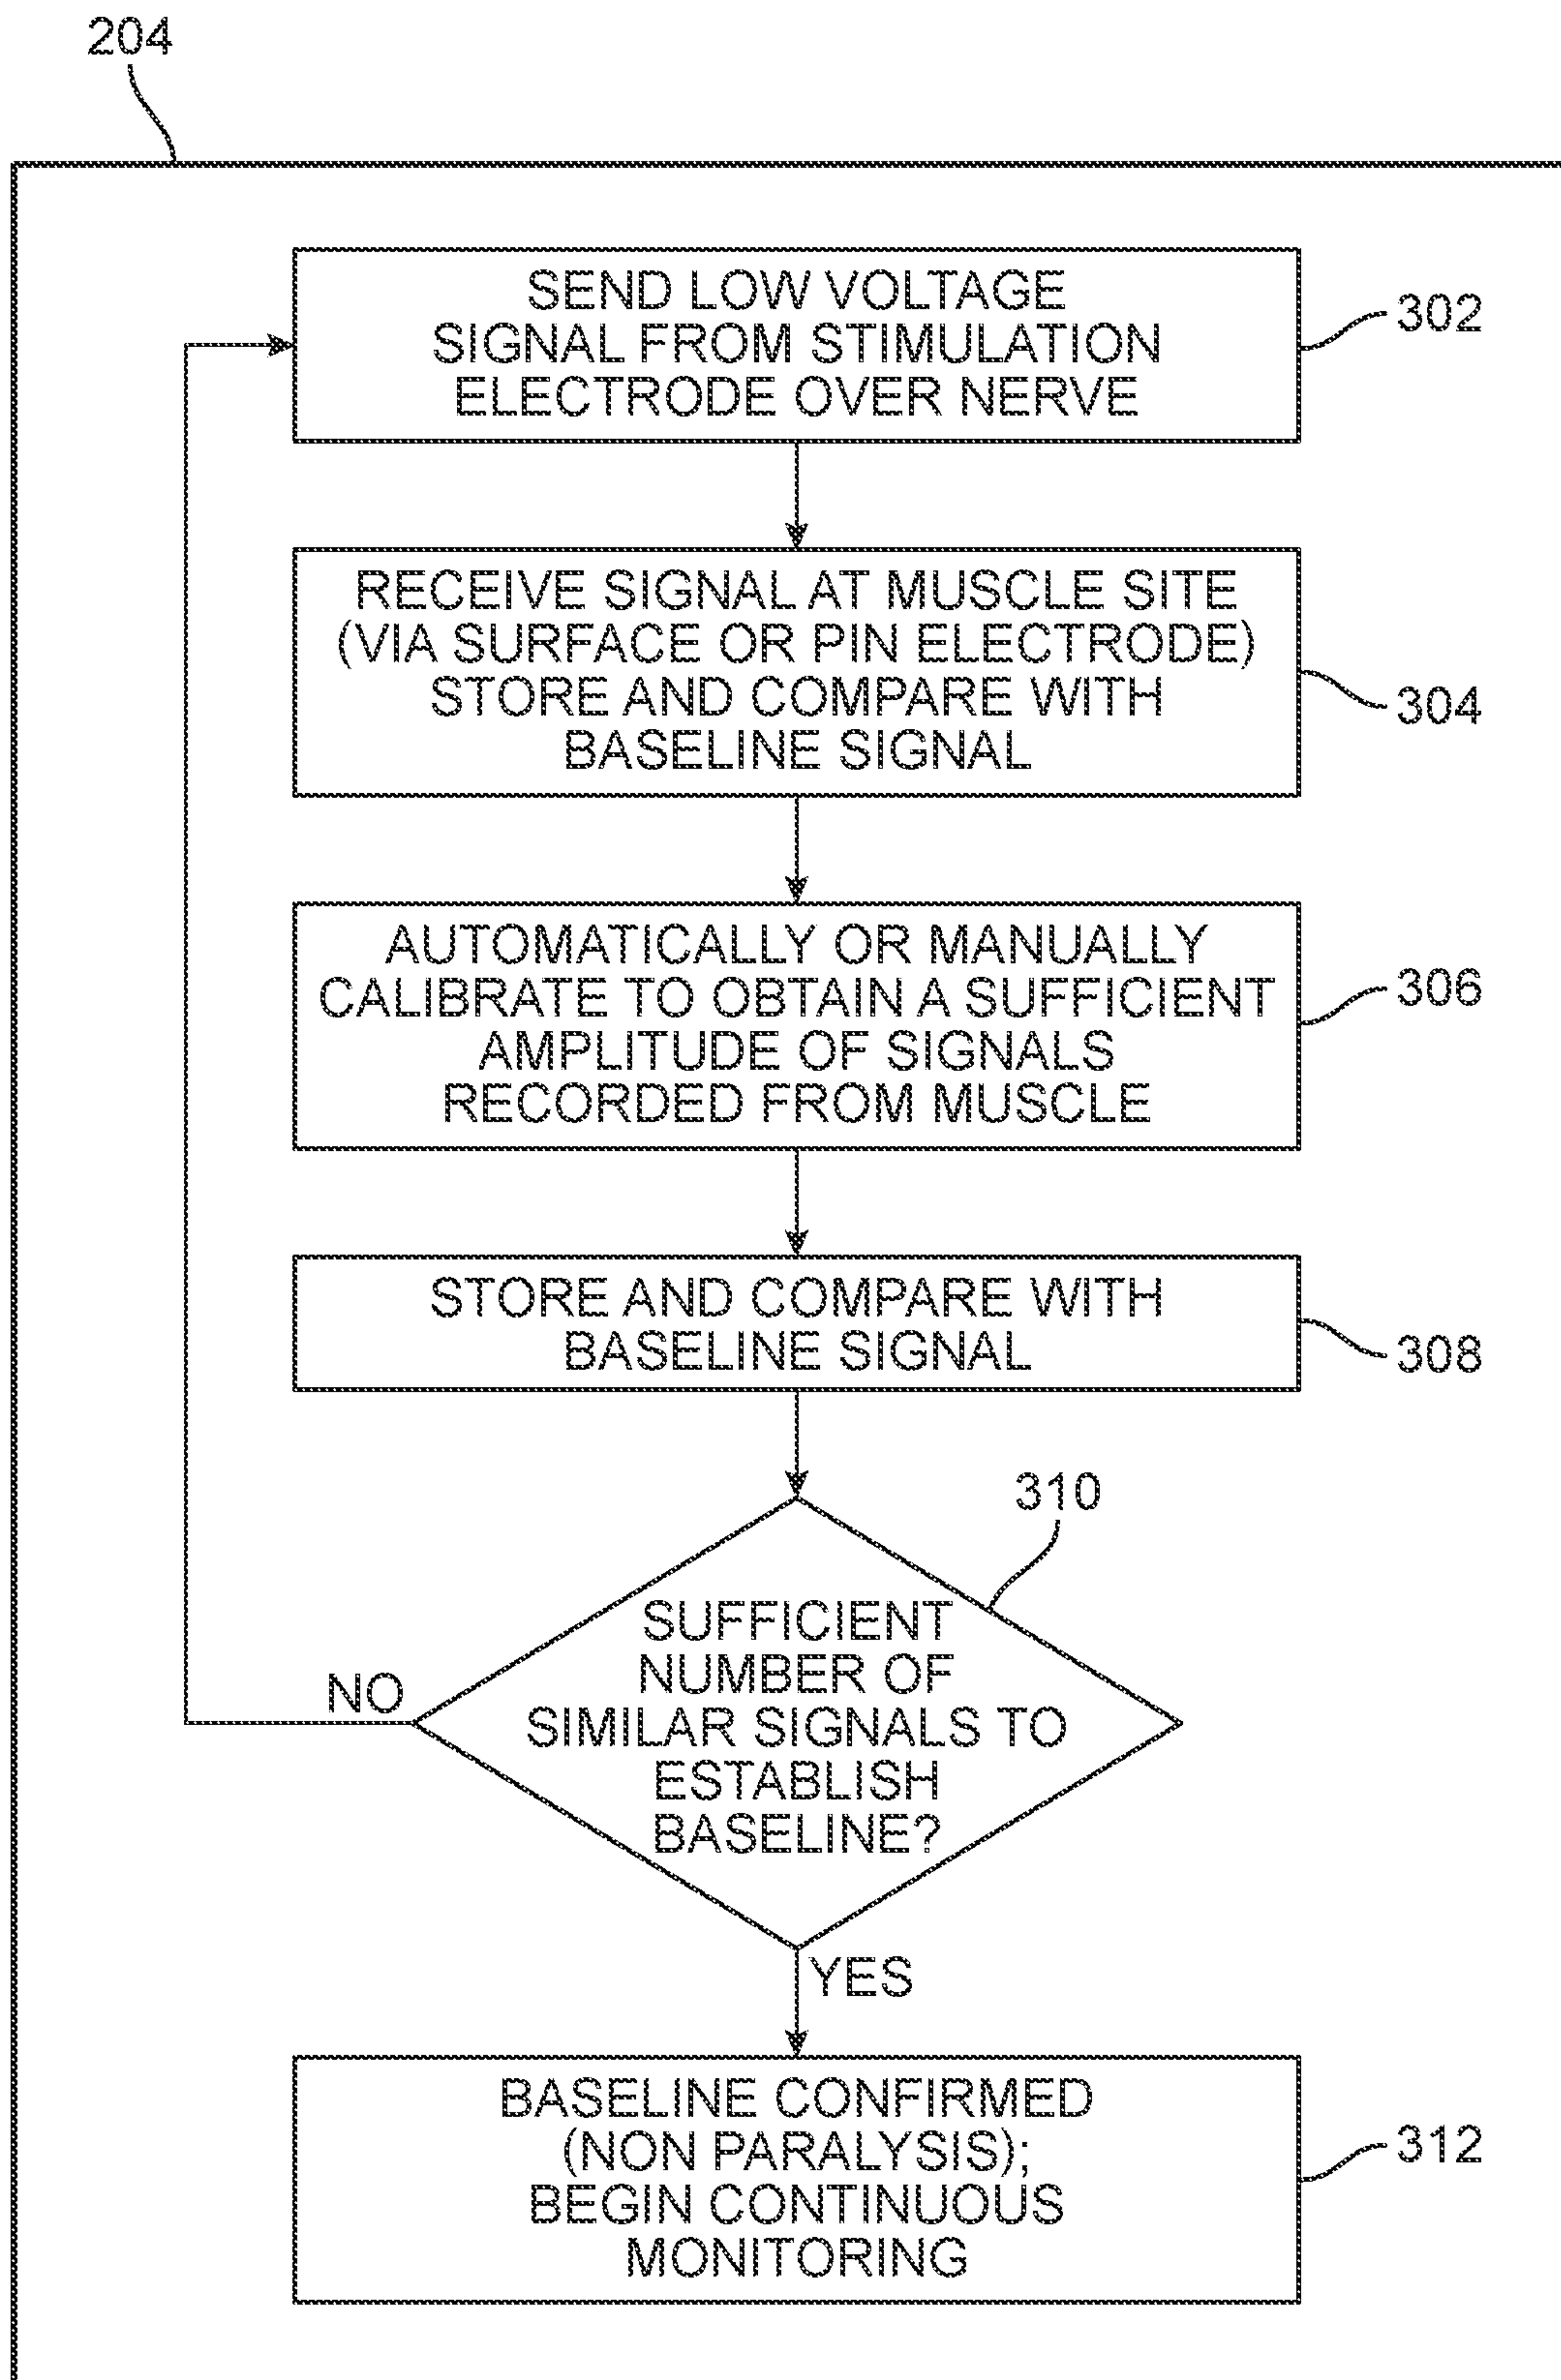 204
SEND LOW VOLTAGE
SIGNAL FROM STIMULATION
ELECTRODE OVER NERVE
302
RECEIVE SIGNAL AT MUSCLE SITE
(VIA SURFACE OR PIN ELECTRODE)
STORE AND COMPARE WITH
BASELINE SIGNAL
304
AUTOMATICALLY OR MANUALLY
CALIBRATE TO OBTAIN A SUFFICIENT
AMPLITUDE OF SIGNALS
RECORDED FROM MUSCLE
306
STORE AND COMPARE WITH
BASELINE SIGNAL
308
310
SUFFICIENT
NUMBER OF
SIMILAR SIGNALS TO
ESTABLISH
BASELINE?
NO
YES
BASELINE CONFIRMED
(NON PARALYSIS);
BEGIN CONTINUOUS
MONITORING
312